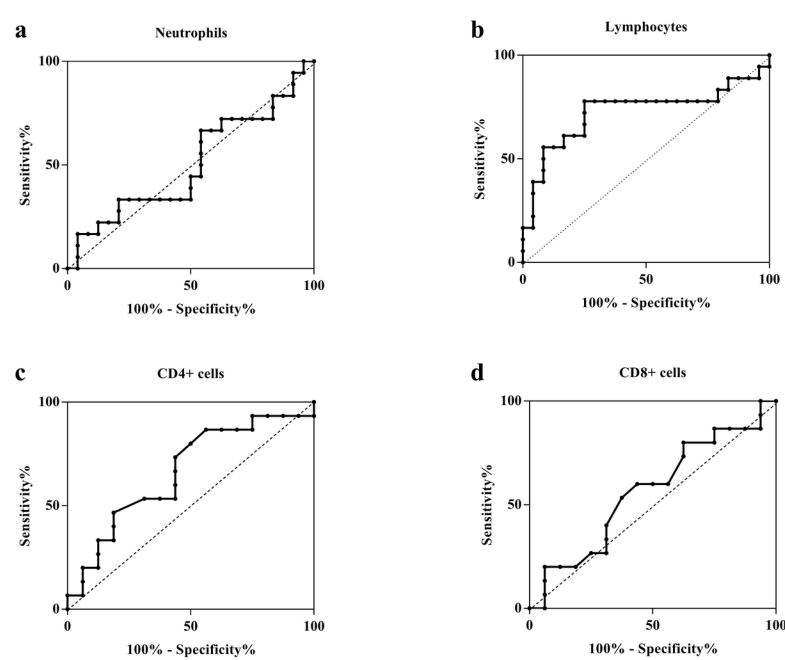 a
Neutrophils
100
50
0
Sensitivity%
0
50
100
100% - Specificity%
b
Lymphocytes
100
50
0
Sensitivity%
0
50
100
100% - Specificity%
c
CD4+ cells
100
50
0
Sensitivity%
0
50
100
100% - Specificity%
d
CD8+ cells
100
50
0
Sensitivity%
0
50
100
100% - Specificity%